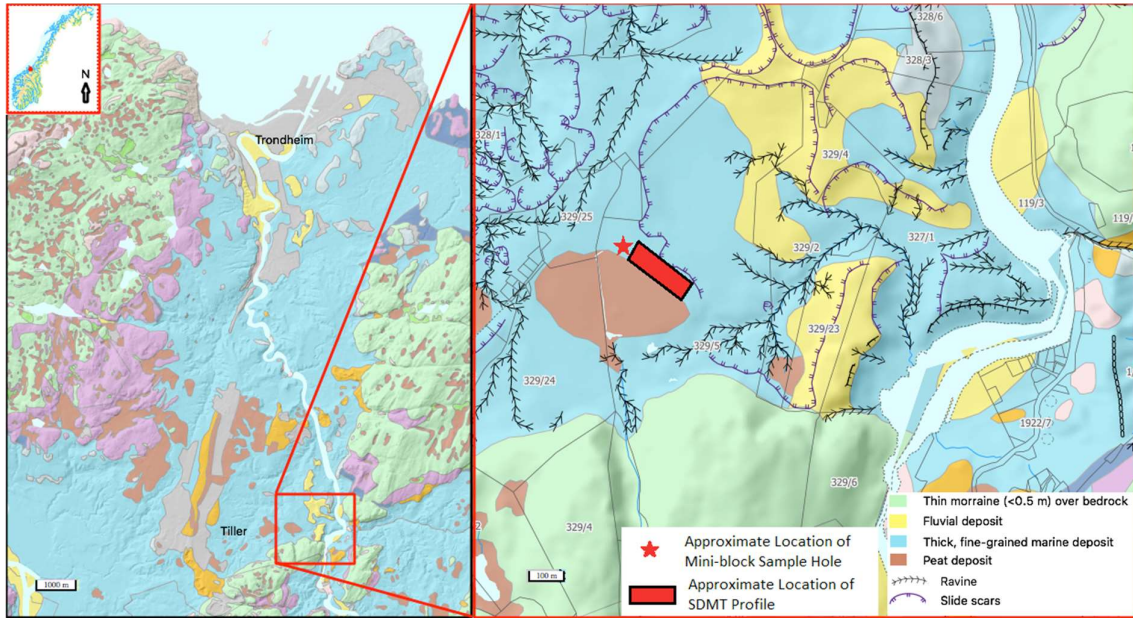 N
Trondheim
Tiller
1000 m
328/6
328/3
328/1
329/4
119/3
119/
329/25
329/2
327/1
329/23
329/5
329/24
1922/7
329/6
329/4
100 m
Approximate Location of
Mini-block Sample Hole
Approximate Location of
SDMT Profile
Thin morraine (<0.5 m) over bedrock
Fluvial deposit
Thick, fine-grained marine deposit
Peat deposit
Ravine
Slide scars